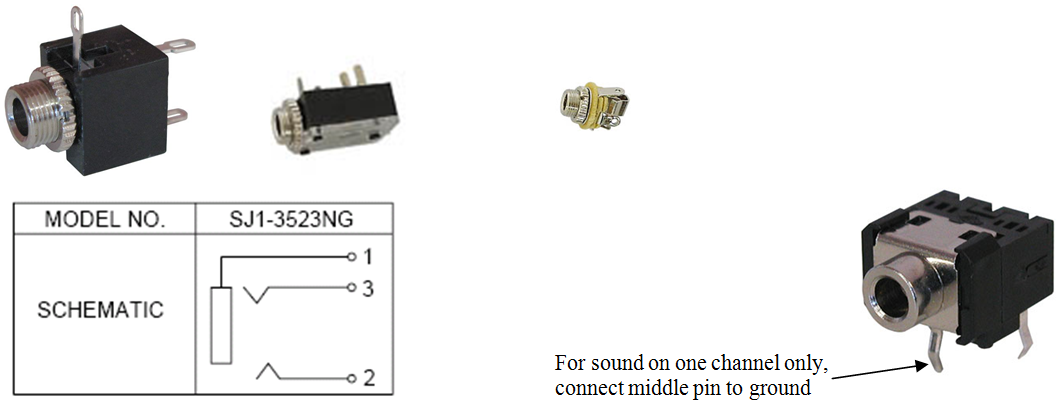 MODEL NO. SJ1-3523NG
SCHEMATIC
1
3
2
For sound on one channel only,
connect middle pin to ground